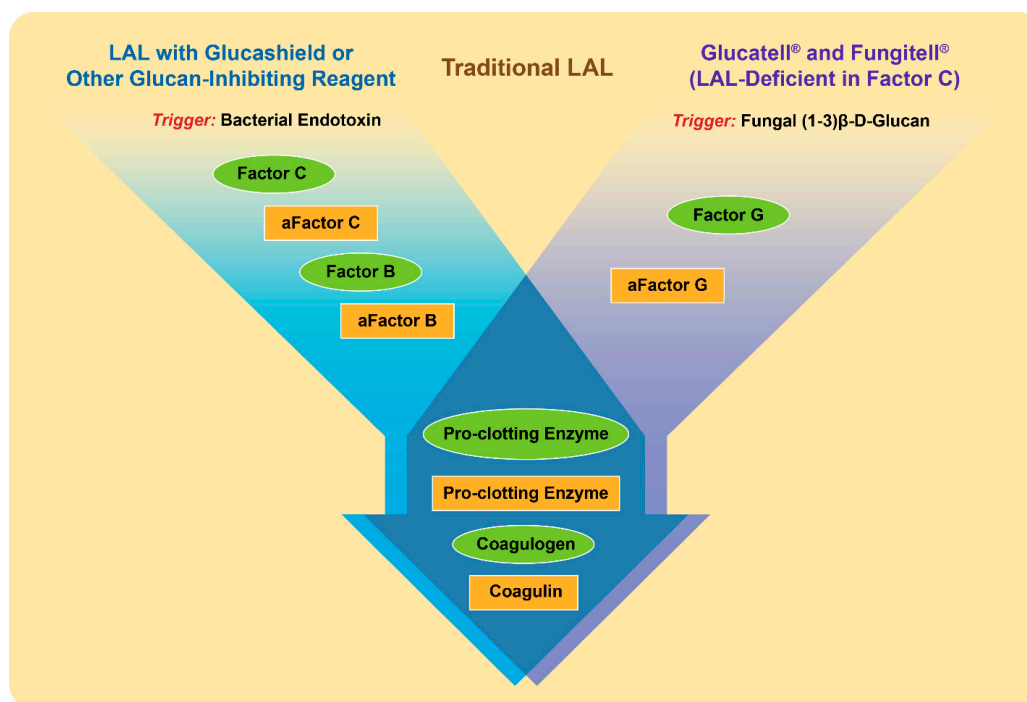 LAL with Glucashield or
Other Glucan-Inhibiting Reagent
Trigger: Bacterial Endotoxin
Factor C
aFactor C
Factor B
aFactor B
Traditional LAL
Glucatell® and Fungitell®
(LAL-Deficient in Factor C)
Trigger: Fungal (1-3)β-D-Glucan
Factor G
aFactor G
Pro-clotting Enzyme
Pro-clotting Enzyme
Coagulogen
Coagulin